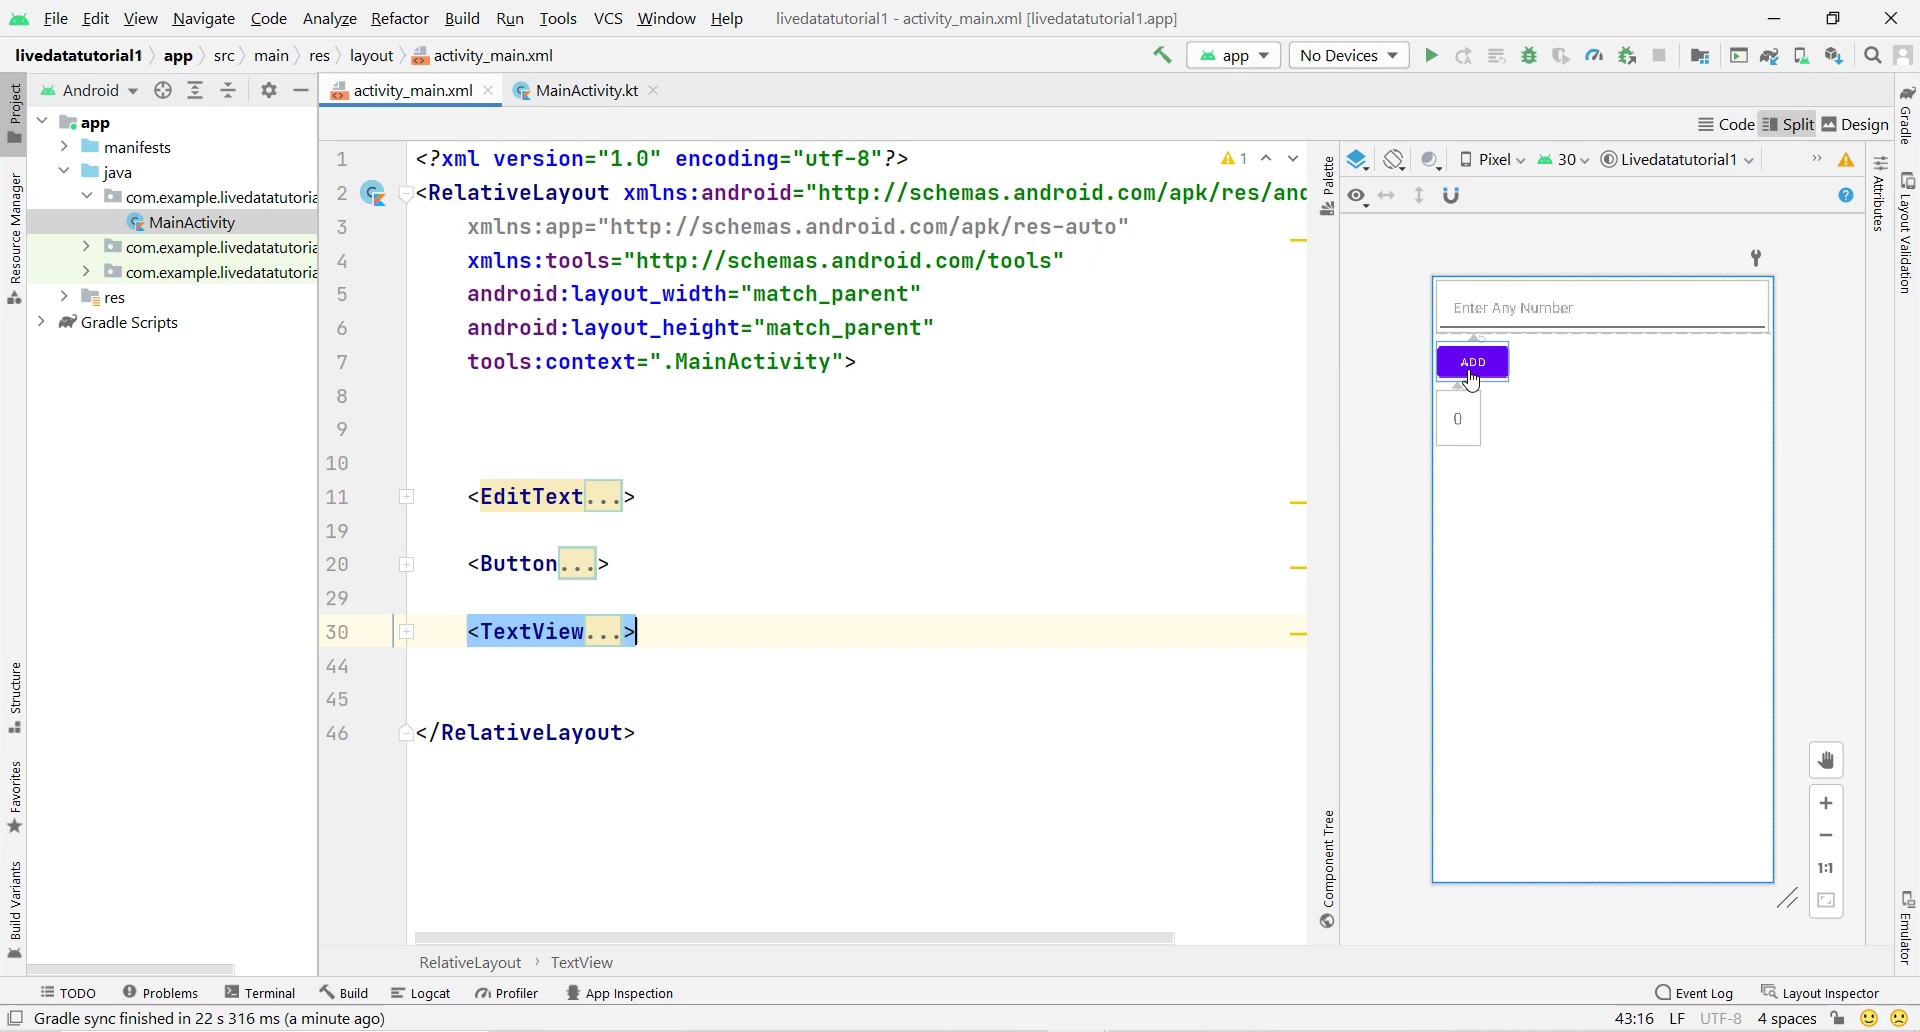 File Edit View Navigate Code Analyze Refactor Build Run Tools VCS Window Help livedatatutorial1 - activity_main.xml [livedatatutorial1.app]
livedatatutorial1 app src main res layout activity_main.xml app No Devices
Android activity_main.xml MainActivity.kt
Code Split Design
Project
Resource Manager
Structure
Favorites
Build Variants
app
manifests
java
com.example.livedatatutoria
MainActivity
com.example.livedatatutoria
com.example.livedatatutoria
res
Gradle Scripts
1 <?xml version="1.0" encoding="utf-8"?> 1
2 <RelativeLayout xmlns:android="http://schemas.android.com/apk/res/and
3 xmlns:app="http://schemas.android.com/apk/res-auto"
4 xmlns:tools="http://schemas.android.com/tools"
5 android:layout_width="match_parent"
6 android:layout_height="match_parent"
7 tools:context=".MainActivity">
8
9
10
11 <EditText...>
19
20 <Button...>
29
30 <TextView...>
44
45
46 </RelativeLayout>
RelativeLayout › TextView
Palette
Component Tree
Pixel 30 Livedatatutorial1 »
Enter Any Number
5
ADD
0
1:1
Attributes
Gradle
Layout Validation
Emulator
TODO Problems Terminal Build Logcat Profiler App Inspection Event Log Layout Inspector
Gradle sync finished in 22 s 316 ms (a minute ago) 43:16 LF UTF-8 4 spaces